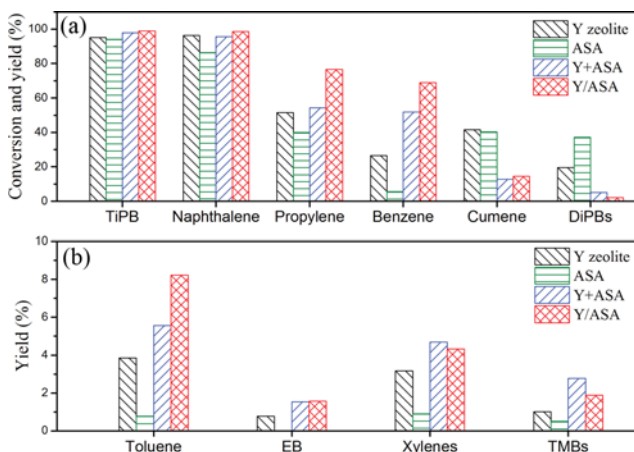 (a)
Y zeolite
ASA
Y+ASA
Y/ASA
Conversion and yield (%)
100
80
60
40
20
0
TiPB Naphthalene Propylene Benzene Cumene DiPBs
(b)
Y zeolite
ASA
Y+ASA
Y/ASA
Yield (%)
10
8
6
4
2
0
Toluene EB Xylenes TMBs